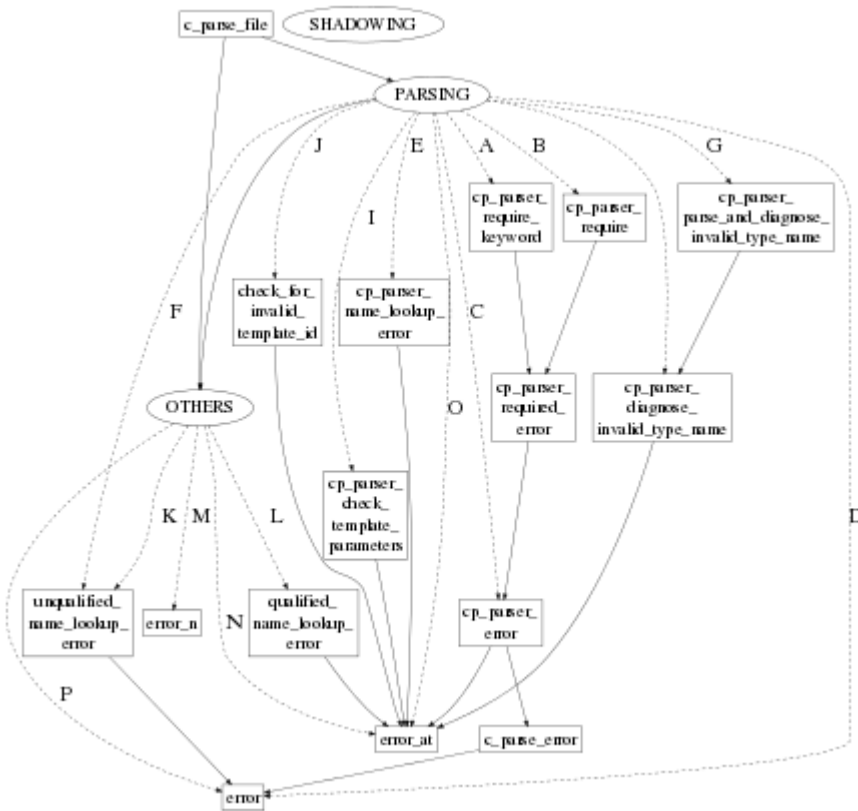 c_parse_file
SHADOWING
PARSING
J
E
A
B
G
cp_parser_
require_
keyword
cp_parser_
require
cp_parser_
parse_and_diagnose_
invalid_type_name
I
F
check_for_
invalid_
template_id
cp_parser_
name_lookup_
error
C
OTHERS
O
cp_parser_
required_
error
cp_parser_
diagnose_
invalid_type_name
D
K
M
L
cp_parser_
check_
template_
parameters
unqualified_
name_lookup_
error
error_n
N
qualified_
name_lookup_
error
cp_parser_
error
P
error_at
c_parse_error
error